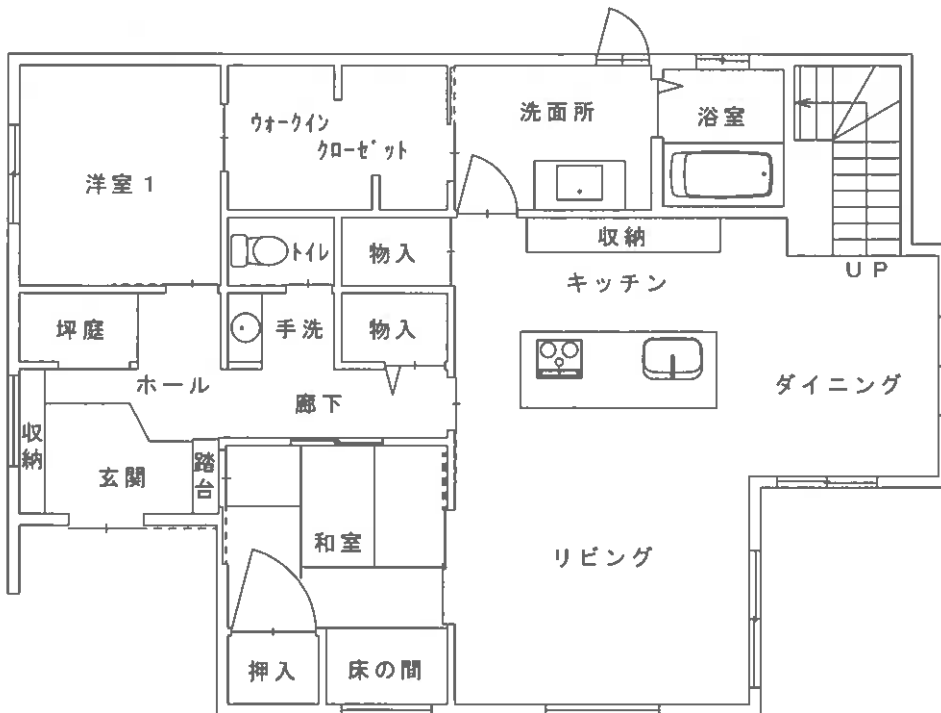 ウォークイン
クローゼット
洗面所
浴室
洋室1
トイレ
物入
収納
キッチン
UP
坪庭
手洗
物入
ホール
廊下
ダイニング
収納
玄関
踏台
和室
リビング
押入
床の間